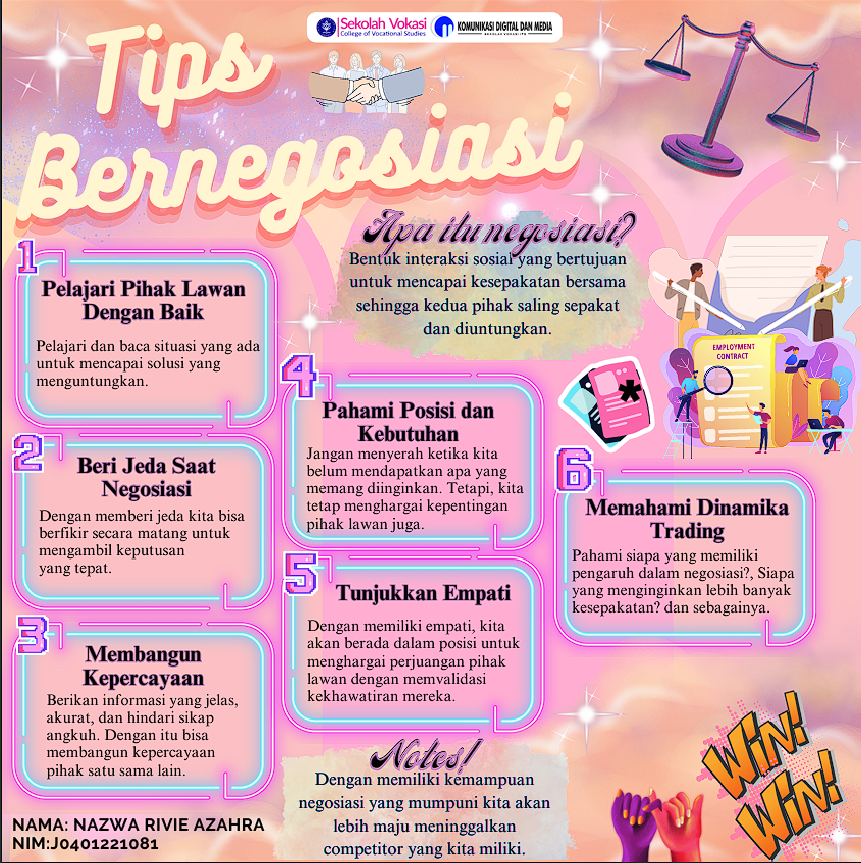 Sekolah Vokasi
College of Vocational Studies
KOMUNIKASI DIGITAL DAN MEDIA
SEKOLAH VOKASI IPB
Tips
Bernegosiasi
Apa itu negosiasi?
Bentuk interaksi sosial yang bertujuan
untuk mencapai kesepakatan bersama
sehingga kedua pihak saling sepakat
dan diuntungkan.
EMPLOYMENT
CONTRACT
1
Pelajari Pihak Lawan
Dengan Baik
Pelajari dan baca situasi yang ada
untuk mencapai solusi yang
menguntungkan.
2
Beri Jeda Saat
Negosiasi
Dengan memberi jeda kita bisa
berfikir secara matang untuk
mengambil keputusan
yang tepat.
3
Membangun
Kepercayaan
Berikan informasi yang jelas,
akurat, dan hindari sikap
angkuh. Dengan itu bisa
membangun kepercayaan
pihak satu sama lain.
4
Pahami Posisi dan
Kebutuhan
Jangan menyerah ketika kita
belum mendapatkan apa yang
memang diinginkan. Tetapi, kita
tetap menghargai kepentingan
pihak lawan juga.
5
Tunjukkan Empati
Dengan memiliki empati, kita
akan berada dalam posisi untuk
menghargai perjuangan pihak
lawan dengan memvalidasi
kekhawatiran mereka.
6
Memahami Dinamika
Trading
Pahami siapa yang memiliki
pengaruh dalam negosiasi?, Siapa
yang menginginkan lebih banyak
kesepakatan? dan sebagainya.
Notes!
Dengan memiliki kemampuan
negosiasi yang mumpuni kita akan
lebih maju meninggalkan
competitor yang kita miliki.
WIN!
WIN!
NAMA: NAZWA RIVIE AZAHRA
NIM:J0401221081